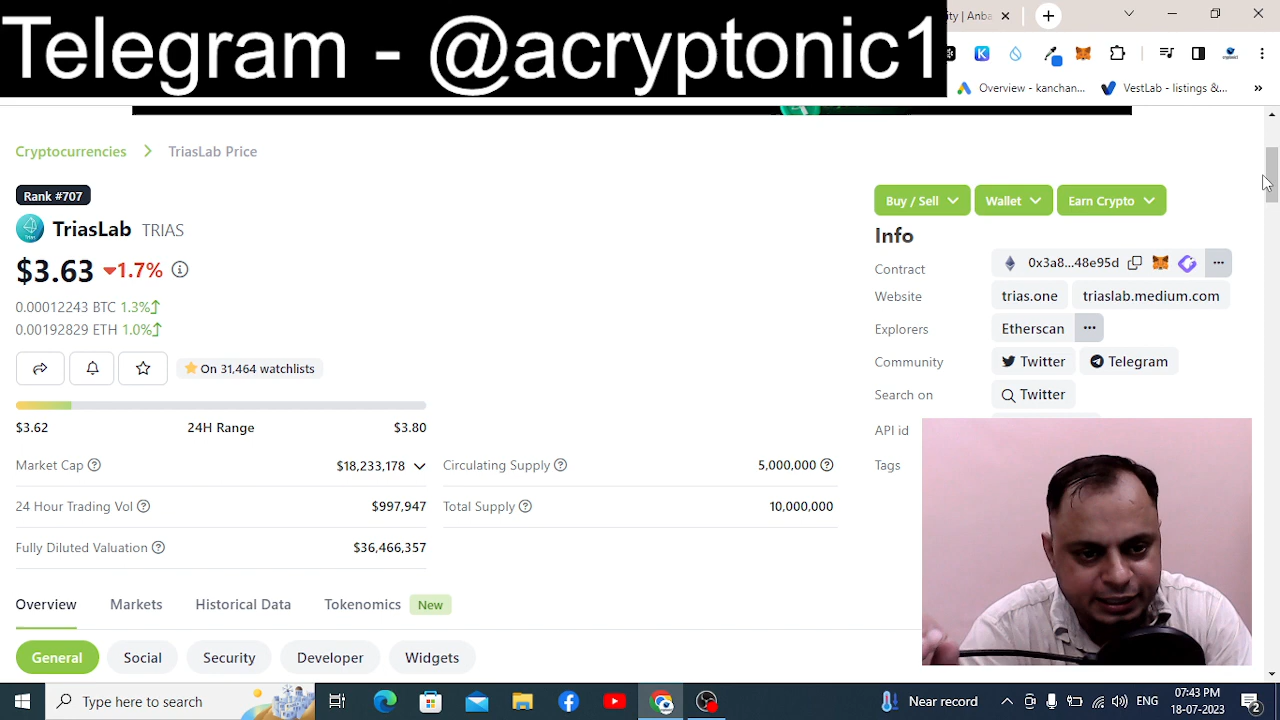 Telegram - @acryptonic1
ity | Aba
Overview - kanchan...
VestLab - listings &...
»
Cryptocurrencies > TriasLab Price
Rank #707
TriasLab TRIAS
$3.63 1.7%
0.00012243 BTC 1.3%
0.00192829 ETH 1.0%
On 31,464 watchlists
$3.62 24H Range $3.80
Market Cap $18,233,178
24 Hour Trading Vol $997,947
Fully Diluted Valuation $36,466,357
Circulating Supply 5,000,000
Total Supply 10,000,000
Buy / Sell Wallet Earn Crypto
Info
Contract 0x3a8...48e95d ...
Website trias.one triaslab.medium.com
Explorers Etherscan ...
Community Twitter Telegram
Search on Twitter
API id
Tags
Overview Markets Historical Data Tokenomics New
General Social Security Developer Widgets
Type here to search
Near record
ENG
07:43 PM
18-07-2023
2